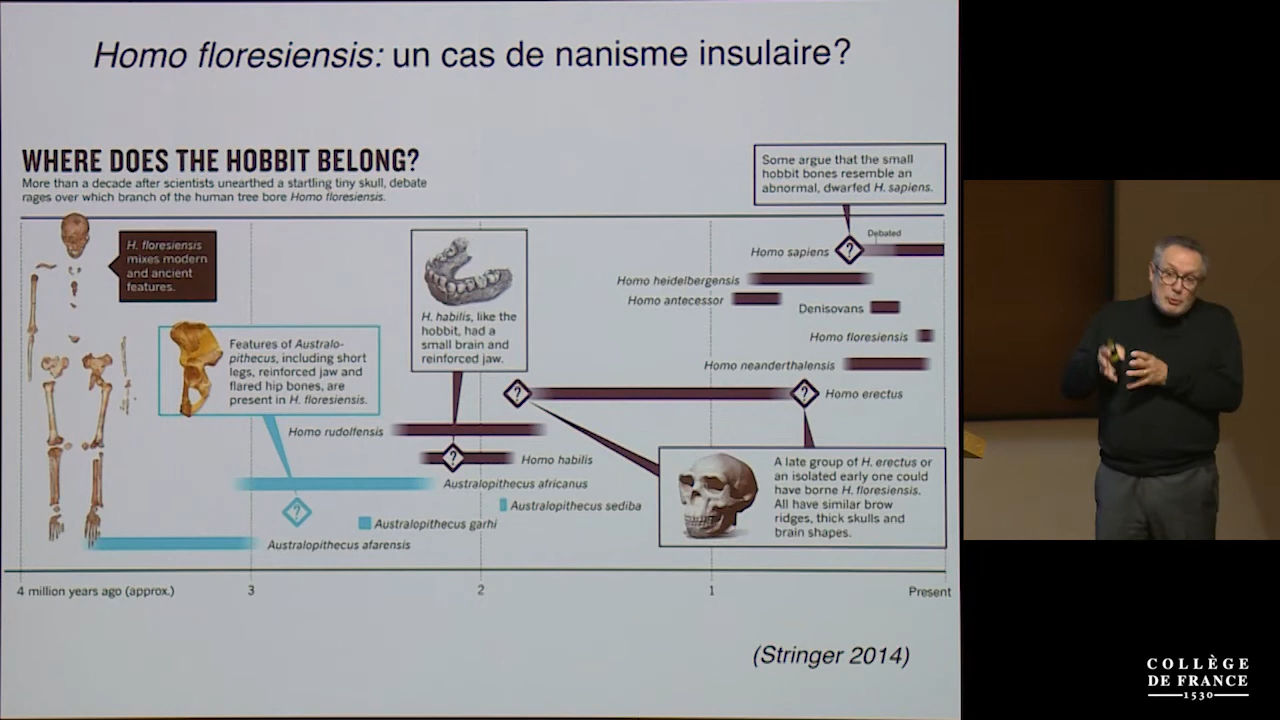 Homo floresiensis: un cas de nanisme insulaire?
WHERE DOES THE HOBBIT BELONG?
More than a decade after scientists unearthed a startling tiny skull, debate
rages over which branch of the human tree bore Homo floresiensis.
Some argue that the small
hobbit bones resemble an
abnormal, dwarfed H. sapiens.
H. floresiensis
mixes modern
and ancient
features.
Debated
Homo sapiens
?
Homo heidelbergensis
Homo antecessor
Denisovans
Homo floresiensis
Homo neanderthalensis
H. habilis, like the
hobbit, had a
small brain and
reinforced jaw.
Features of Australo-
pithecus, including short
legs, reinforced jaw and
flared hip bones, are
present in H. floresiensis.
?
?
Homo erectus
Homo rudolfensis
?
Homo habilis
Australopithecus africanus
Australopithecus sediba
?
Australopithecus garhi
Australopithecus afarensis
A late group of H. erectus or
an isolated early one could
have borne H. floresiensis.
All have similar brow
ridges, thick skulls and
brain shapes.
4 million years ago (approx.)
3
2
1
Present
(Stringer 2014)
COLLÈGE
DE FRANCE
1530